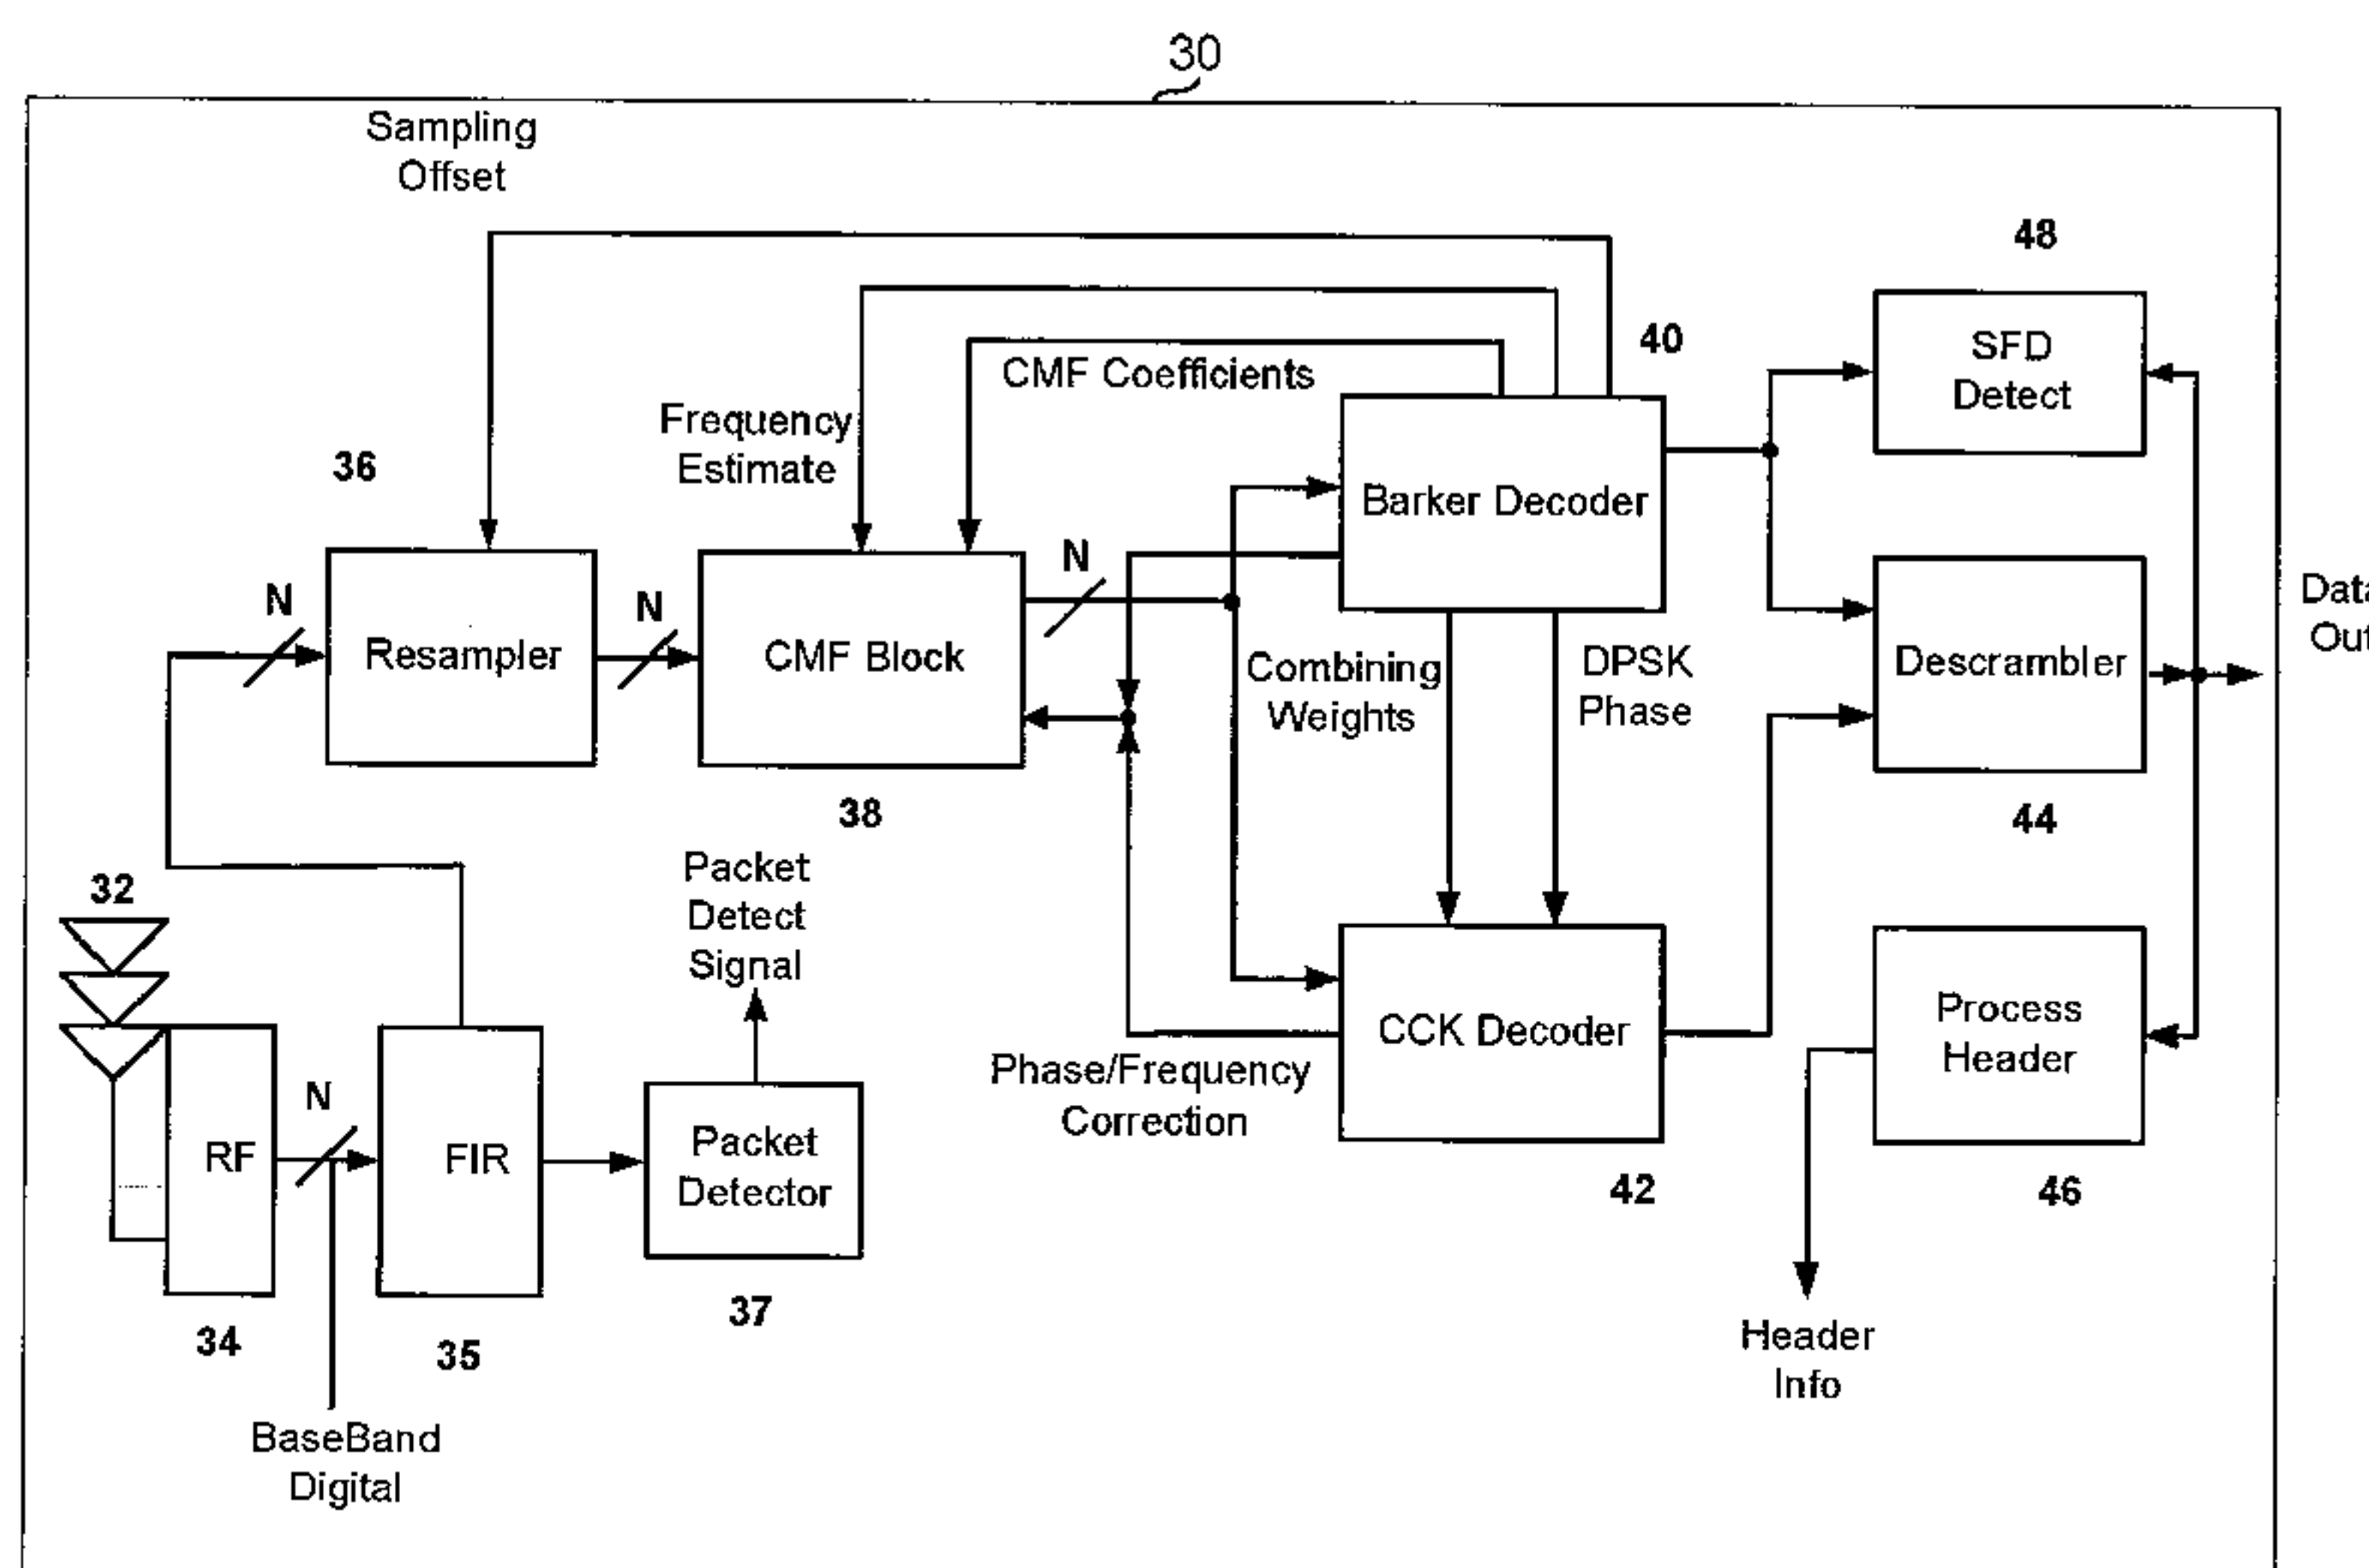 30
Sampling
Offset
48
40
SFD
Detect
CMF Coefficients
Frequency
Estimate
36
Barker Decoder
N
N
N
Resampler
CMF Block
Combining
Weights
DPSK
Phase
Descrambler
38
44
32
Packet
Detect
Signal
CCK Decoder
Process
Header
Phase/Frequency
Correction
N
RF
FIR
Packet
Detector
42
46
37
34
35
Header
Info
BaseBand
Digital